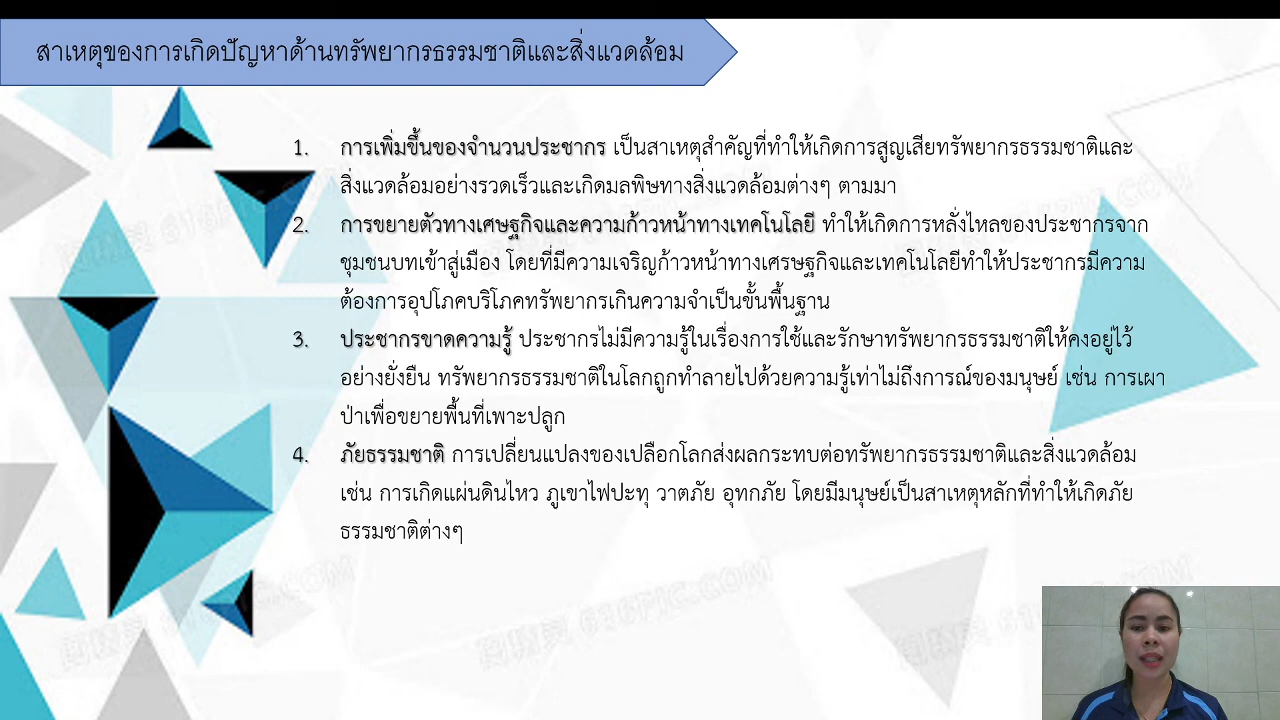 สาเหตุของการเกิดปัญหาด้านทรัพยากรธรรมชาติและสิ่งแวดล้อม
1. การเพิ่มขึ้นของจำนวนประชากร เป็นสาเหตุสำคัญที่ทำให้เกิดการสูญเสียทรัพยากรธรรมชาติและ
สิ่งแวดล้อมอย่างรวดเร็วและเกิดมลพิษทางสิ่งแวดล้อมต่างๆ ตามมา
2. การขยายตัวทางเศษฐกิจและความก้าวหน้าทางเทคโนโลยี ทำให้เกิดการหลั่งไหลของประชากรจาก
ชุมชนบทเข้าสู่เมือง โดยที่มีความเจริญก้าวหน้าทางเศรษฐกิจและเทคโนโลยีทำให้ประชากรมีความ
ต้องการอุปโภคบริโภคทรัพยากรเกินความจำเป็นขั้นพื้นฐาน
3. ประชากรขาดความรู้ ประชากรไม่มีความรู้ในเรื่องการใช้และรักษาทรัพยากรธรรมชาติให้คงอยู่ไว้
อย่างยั่งยืน ทรัพยากรธรรมชาติในโลกถูกทำลายไปด้วยความรู้เท่าไม่ถึงการณ์ของมนุษย์ เช่น การเผา
ป่าเพื่อขยายพื้นที่เพาะปลูก
4. ภัยธรรมชาติ การเปลี่ยนแปลงของเปลือกโลกส่งผลกระทบต่อทรัพยากรธรรมชาติและสิ่งแวดล้อม
เช่น การเกิดแผ่นดินไหว ภูเขาไฟปะทุ วาตภัย อุทกภัย โดยมีมนุษย์เป็นสาเหตุหลักที่ทำให้เกิดภัย
ธรรมชาติต่างๆ